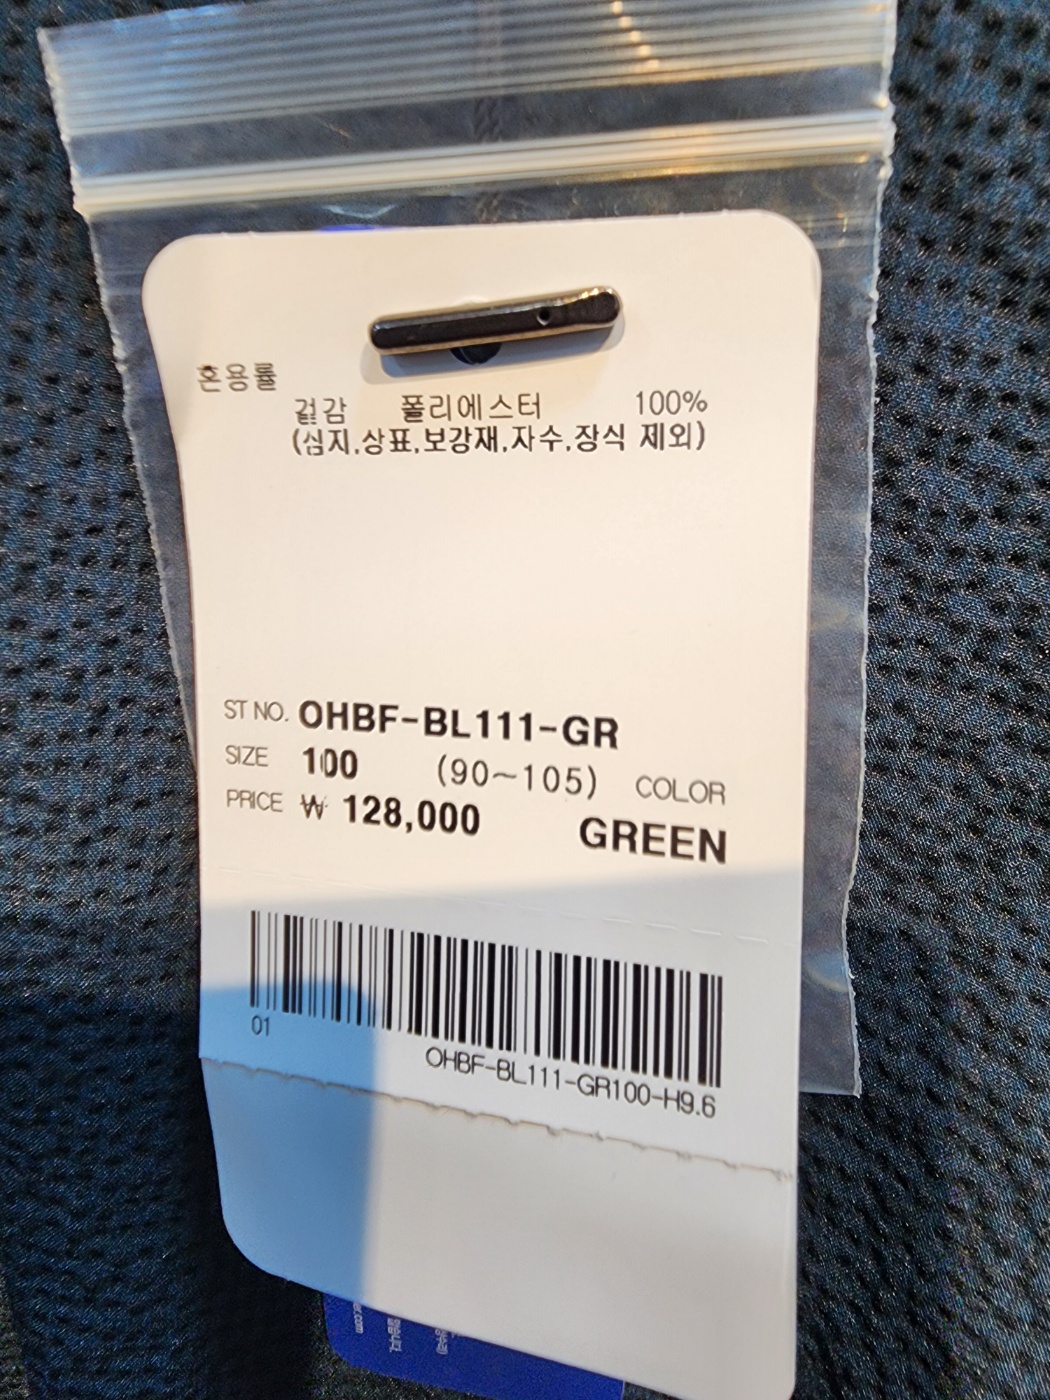 혼용률
겉감 폴리에스터 100%
(심지,상표,보강재,자수,장식 제외)
ST NO. OHBF-BL111-GR
SIZE 100 (90~105) COLOR
PRICE ₩ 128,000 GREEN
01
OHBF-BL111-GR100-H9.6